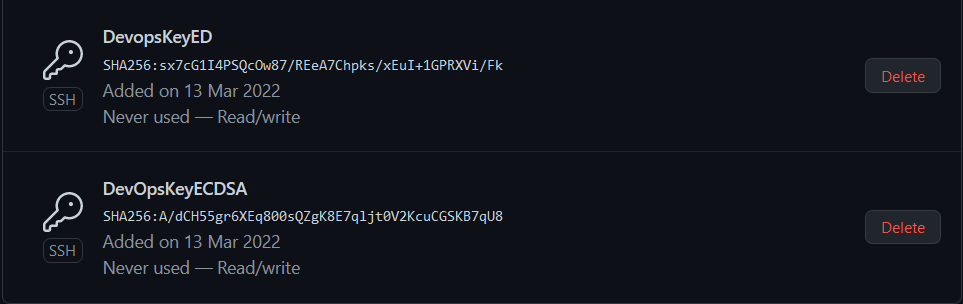 DevopsKeyED
SHA256:sx7cG1I4PSQcOw87/REeA7Chpks/xEuI+1GPRXVi/Fk
SSH
Added on 13 Mar 2022
Never used — Read/write
Delete
DevOpsKeyECDSA
SHA256:A/dCH55gr6XEq800sQZgK8E7qljt0V2KcuCGSKB7qU8
SSH
Added on 13 Mar 2022
Never used — Read/write
Delete